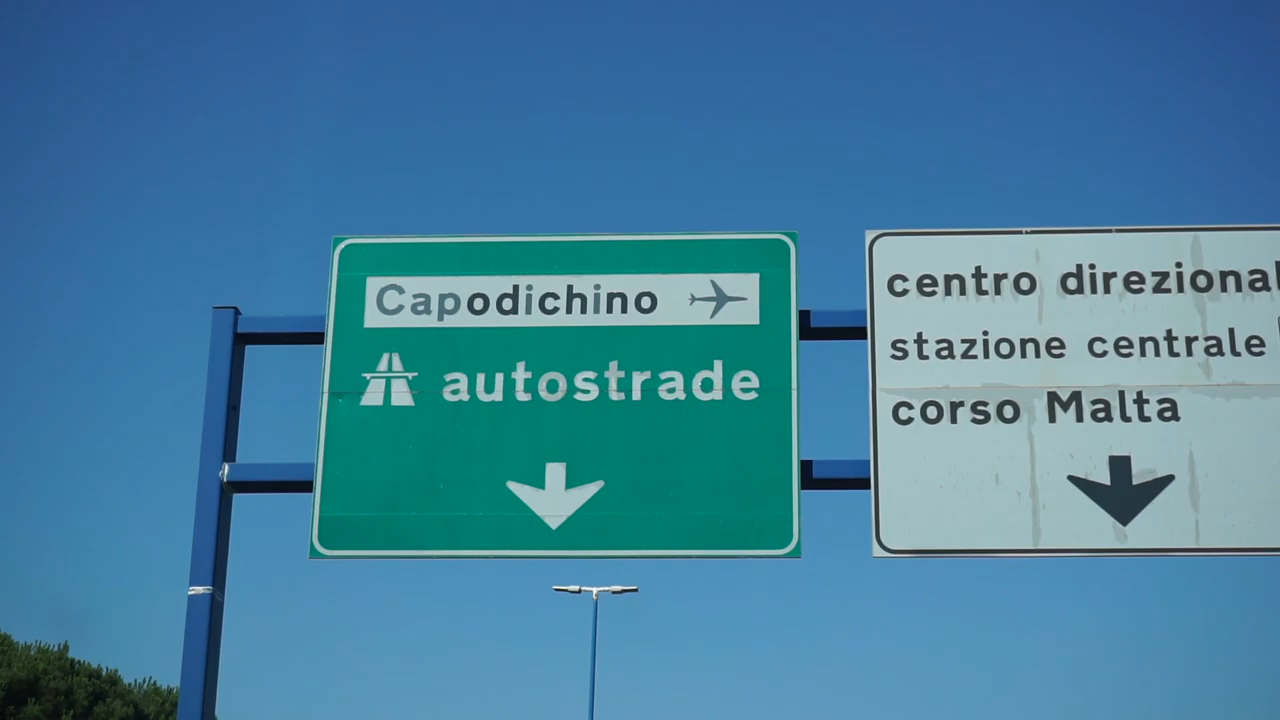 Capodichino
autostrade
centro direzional
stazione centrale
corso Malta